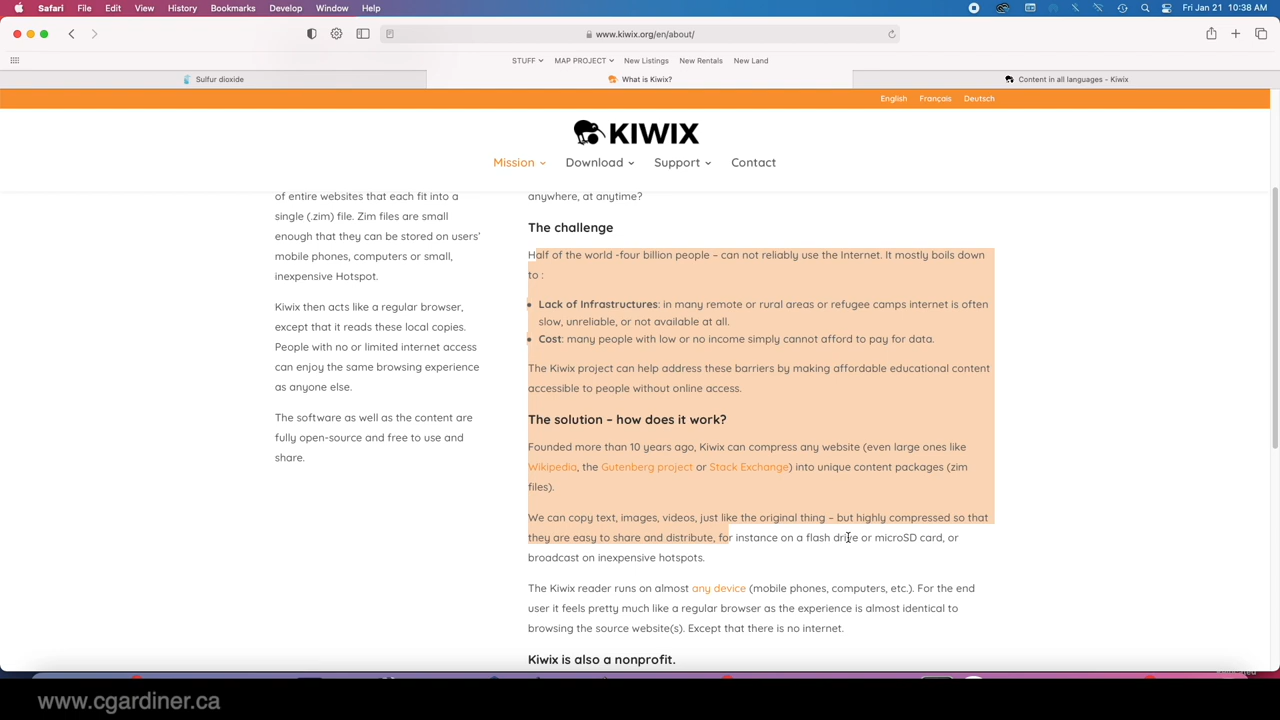 Safari File Edit View History Bookmarks Develop Window Help Fri Jan 21 10:38 AM
www.kiwix.org/en/about/
STUFF MAP PROJECT New Listings New Rentals New Land
Sulfur dioxide What is Kiwix? Content in all languages - Kiwix
English Français Deutsch
KIWIX
Mission Download Support Contact
of entire websites that each fit into a
single (.zim) file. Zim files are small
enough that they can be stored on users’
mobile phones, computers or small,
inexpensive Hotspot.
Kiwix then acts like a regular browser,
except that it reads these local copies.
People with no or limited internet access
can enjoy the same browsing experience
as anyone else.
The software as well as the content are
fully open-source and free to use and
share.
anywhere, at anytime?
The challenge
Half of the world -four billion people – can not reliably use the Internet. It mostly boils down
to :
• Lack of Infrastructures: in many remote or rural areas or refugee camps internet is often
slow, unreliable, or not available at all.
• Cost: many people with low or no income simply cannot afford to pay for data.
The Kiwix project can help address these barriers by making affordable educational content
accessible to people without online access.
The solution – how does it work?
Founded more than 10 years ago, Kiwix can compress any website (even large ones like
Wikipedia, the Gutenberg project or Stack Exchange) into unique content packages (zim
files).
We can copy text, images, videos, just like the original thing – but highly compressed so that
they are easy to share and distribute, for instance on a flash drive or microSD card, or
broadcast on inexpensive hotspots.
The Kiwix reader runs on almost any device (mobile phones, computers, etc.). For the end
user it feels pretty much like a regular browser as the experience is almost identical to
browsing the source website(s). Except that there is no internet.
Kiwix is also a nonprofit.
www.cgardiner.ca